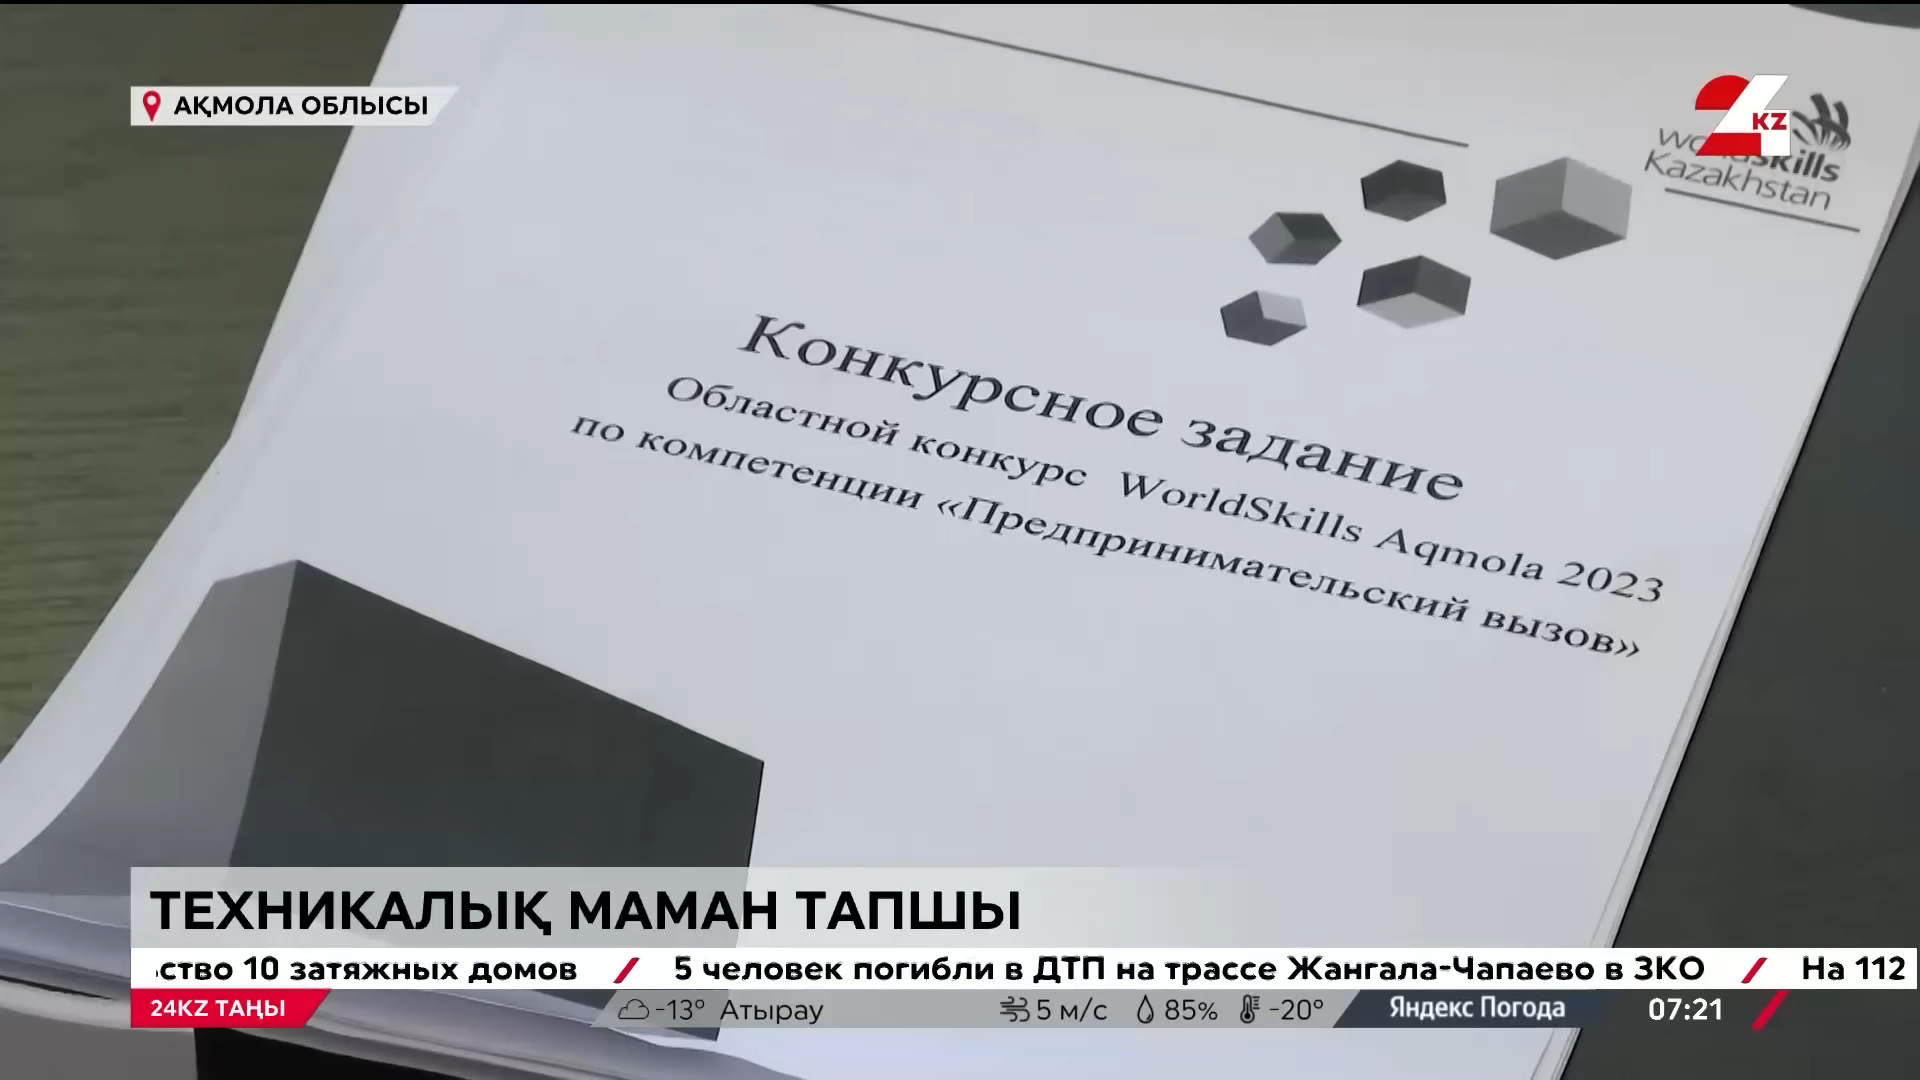 АҚМОЛА ОБЛЫСЫ
24
KZ
worldskills
Kazakhstan
Конкурсное задание
Областной конкурс WorldSkills Aqmola 2023
по компетенции «Предпринимательский вызов»
ТЕХНИКАЛЫҚ МАМАН ТАПШЫ
ство 10 затяжных домов / 5 человек погибли в ДТП на трассе Жангала-Чапаево в ЗКО / На 112
24KZ ТАҢЫ -13° Атырау 5 м/с 85% -20° Яндекс Погода 07:21